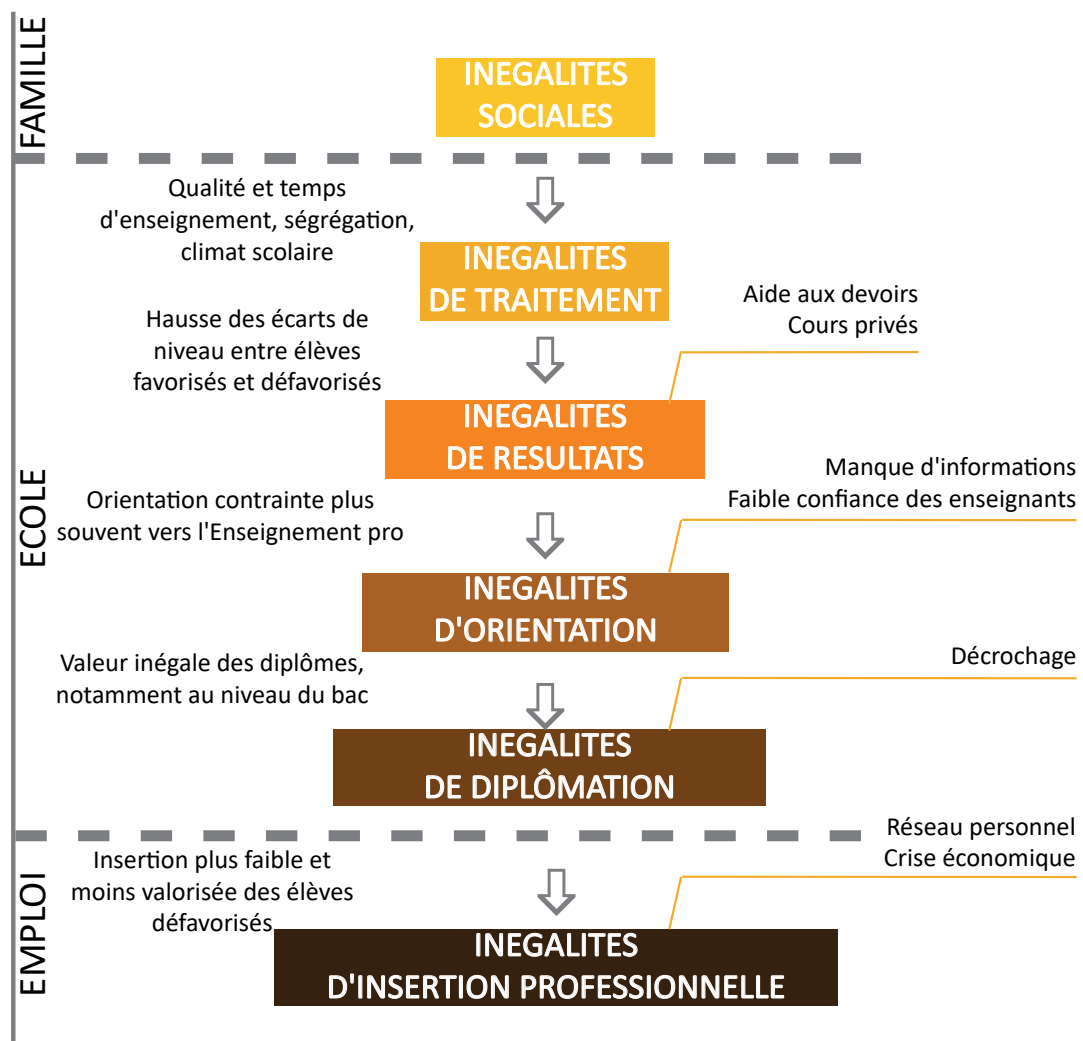 FAMILLE
INEGALITES
SOCIALES
ECOLE
Qualité et temps
d'enseignement, ségrégation,
climat scolaire
INEGALITES
DE TRAITEMENT
Hausse des écarts de
niveau entre élèves
favorisés et défavorisés
Aide aux devoirs
Cours privés
INEGALITES
DE RESULTATS
Orientation contrainte plus
souvent vers l'Enseignement pro
Manque d'informations
Faible confiance des enseignants
INEGALITES
D'ORIENTATION
Valeur inégale des diplômes,
notamment au niveau du bac
Décrochage
INEGALITES
DE DIPLÔMATION
EMPLOI
Insertion plus faible et
moins valorisée des élèves
défavorisés
Réseau personnel
Crise économique
INEGALITES
D'INSERTION PROFESSIONNELLE